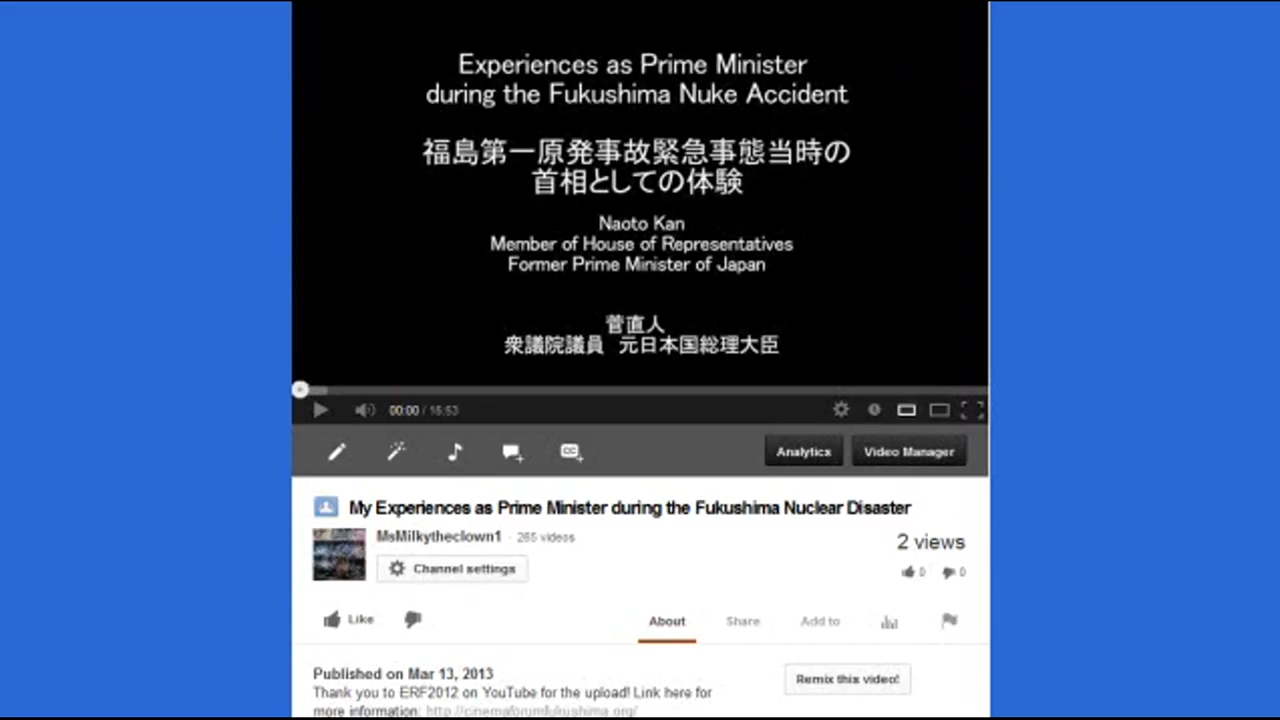 Experiences as Prime Minister
during the Fukushima Nuke Accident
福島第一原発事故緊急事態当時の
首相としての体験
Naoto Kan
Member of House of Representatives
Former Prime Minister of Japan
菅直人
衆議院議員 元日本国総理大臣
00:00 / 15:53
CC
Analytics
Video Manager
My Experiences as Prime Minister during the Fukushima Nuclear Disaster
MsMilkytheclown1 · 265 videos
2 views
Channel settings
0 0
Like
About
Share
Add to
Published on Mar 13, 2013
Remix this video!
Thank you to ERF2012 on YouTube for the upload! Link here for
more information: http://cinemaforumfukushima.org/